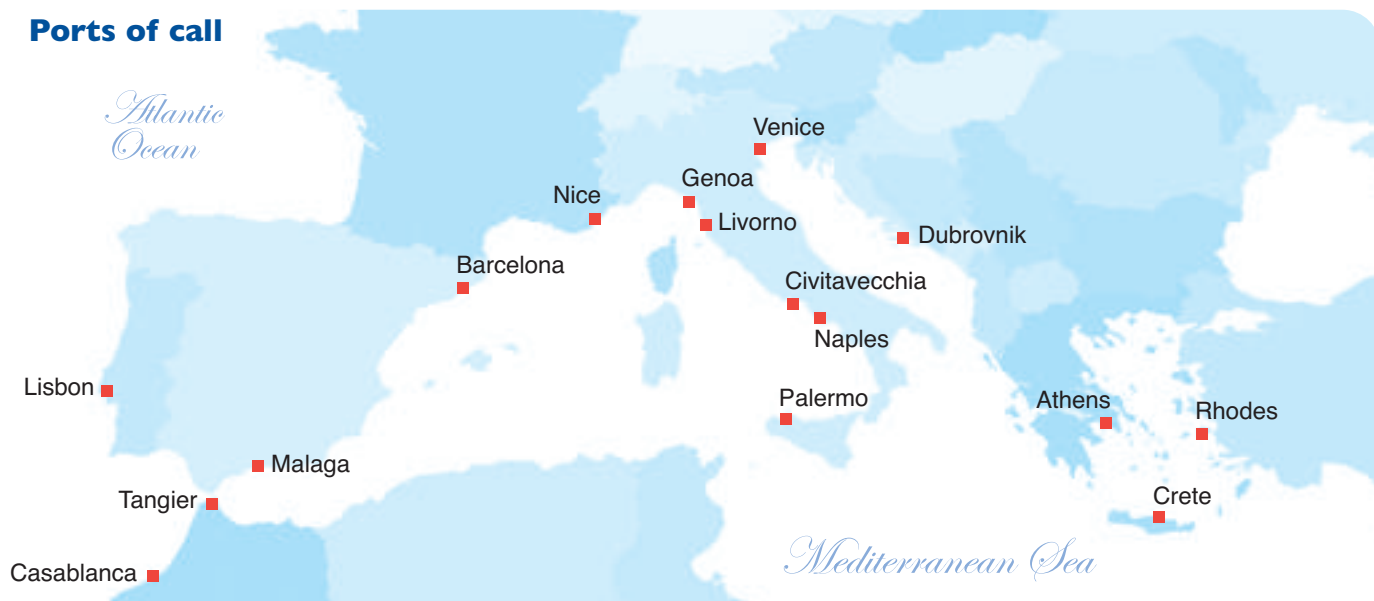 Ports of call
Atlantic
Ocean
Venice
Genoa
Nice
Livorno
Dubrovnik
Barcelona
Civitavecchia
Naples
Lisbon
Palermo
Athens
Rhodes
Malaga
Tangier
Crete
Mediterranean Sea
Casablanca